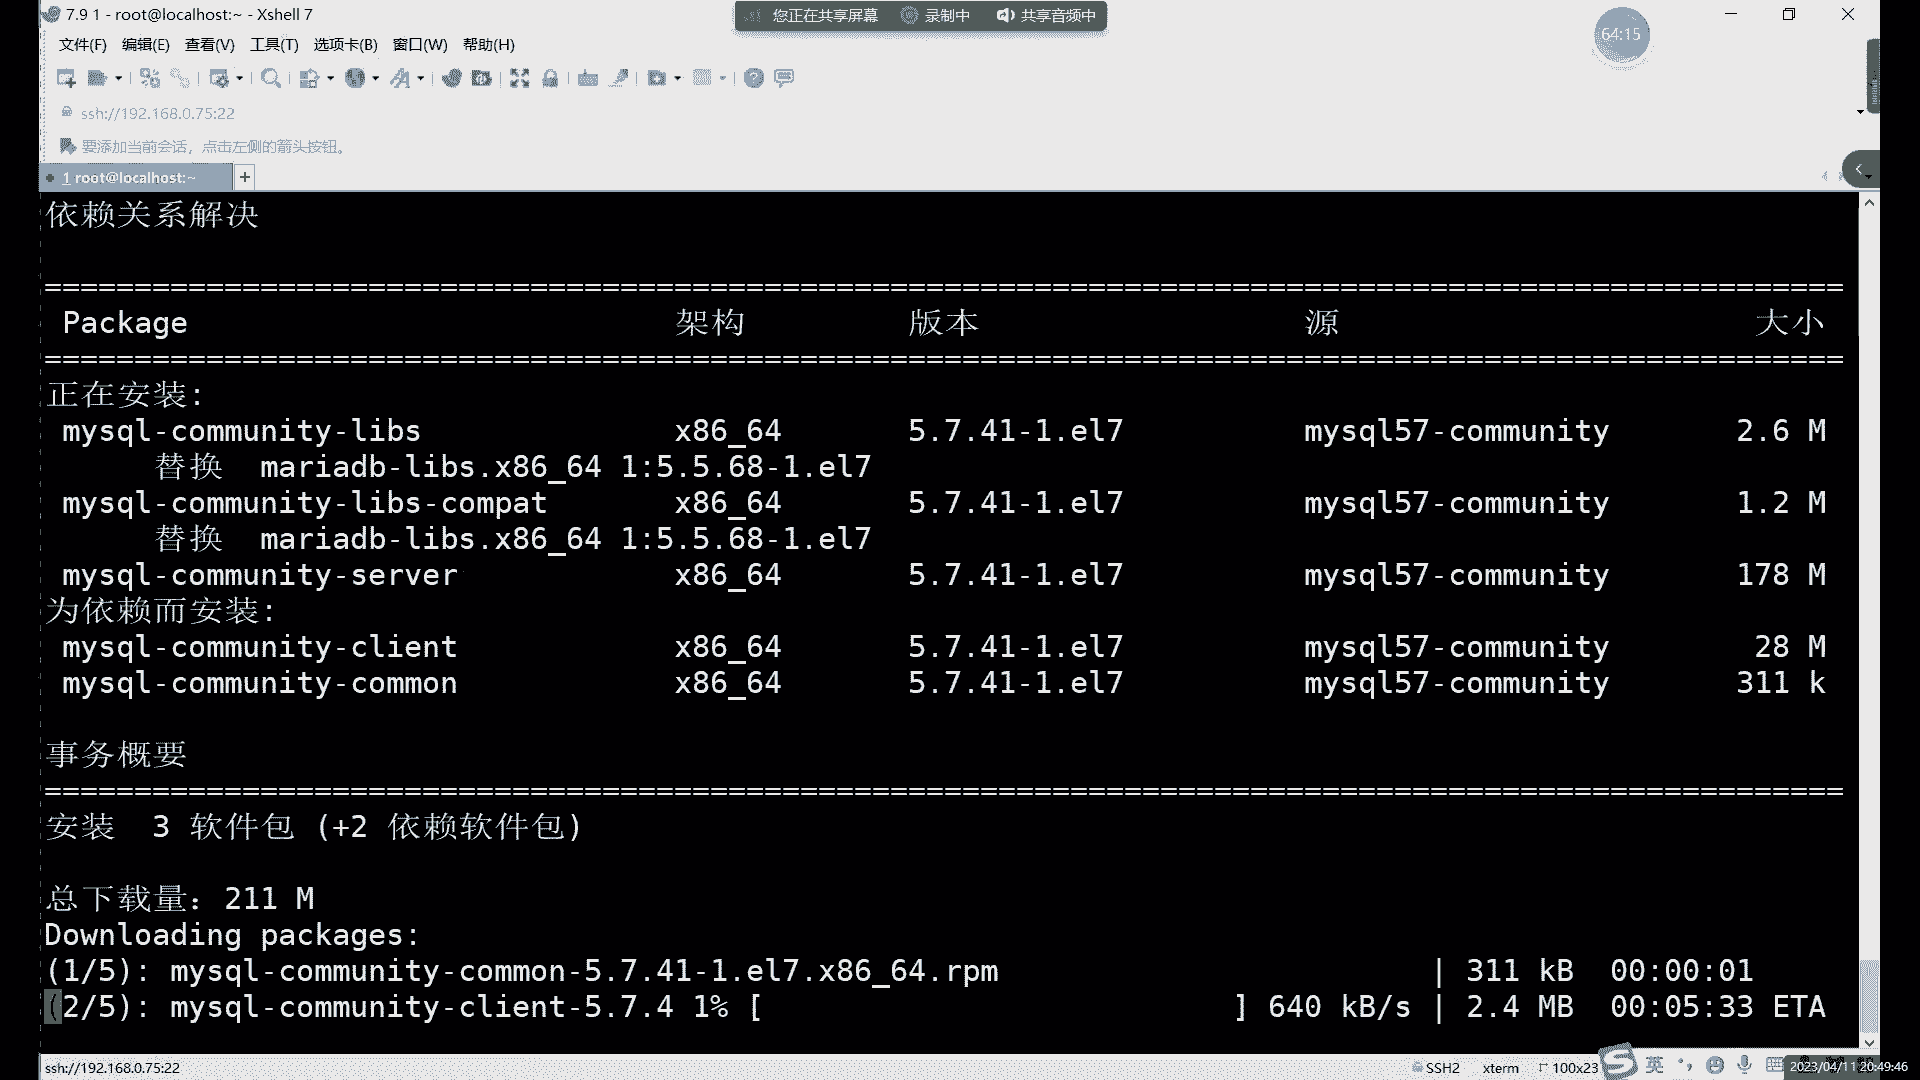 7.9 1 - root@localhost:~ - Xshell 7
您正在共享屏幕 录制中 共享音频中
64:15
文件(F) 编辑(E) 查看(V) 工具(T) 选项卡(B) 窗口(W) 帮助(H)
ssh://192.168.0.75:22
要添加当前会话，点击左侧的箭头按钮。
1 root@localhost:~ +
依赖关系解决
====================================================================================================
Package 架构 版本 源 大小
====================================================================================================
正在安装:
mysql-community-libs x86_64 5.7.41-1.el7 mysql57-community 2.6 M
替换 mariadb-libs.x86_64 1:5.5.68-1.el7
mysql-community-libs-compat x86_64 5.7.41-1.el7 mysql57-community 1.2 M
替换 mariadb-libs.x86_64 1:5.5.68-1.el7
mysql-community-server x86_64 5.7.41-1.el7 mysql57-community 178 M
为依赖而安装:
mysql-community-client x86_64 5.7.41-1.el7 mysql57-community 28 M
mysql-community-common x86_64 5.7.41-1.el7 mysql57-community 311 k
事务概要
====================================================================================================
安装 3 软件包 (+2 依赖软件包)
总下载量：211 M
Downloading packages:
(1/5): mysql-community-common-5.7.41-1.el7.x86_64.rpm | 311 kB 00:00:01
(2/5): mysql-community-client-5.7.4 1% [ ] 640 kB/s | 2.4 MB 00:05:33 ETA
ssh://192.168.0.75:22 SSH2 xterm 100x23 英 2023/04/11 20:49:46